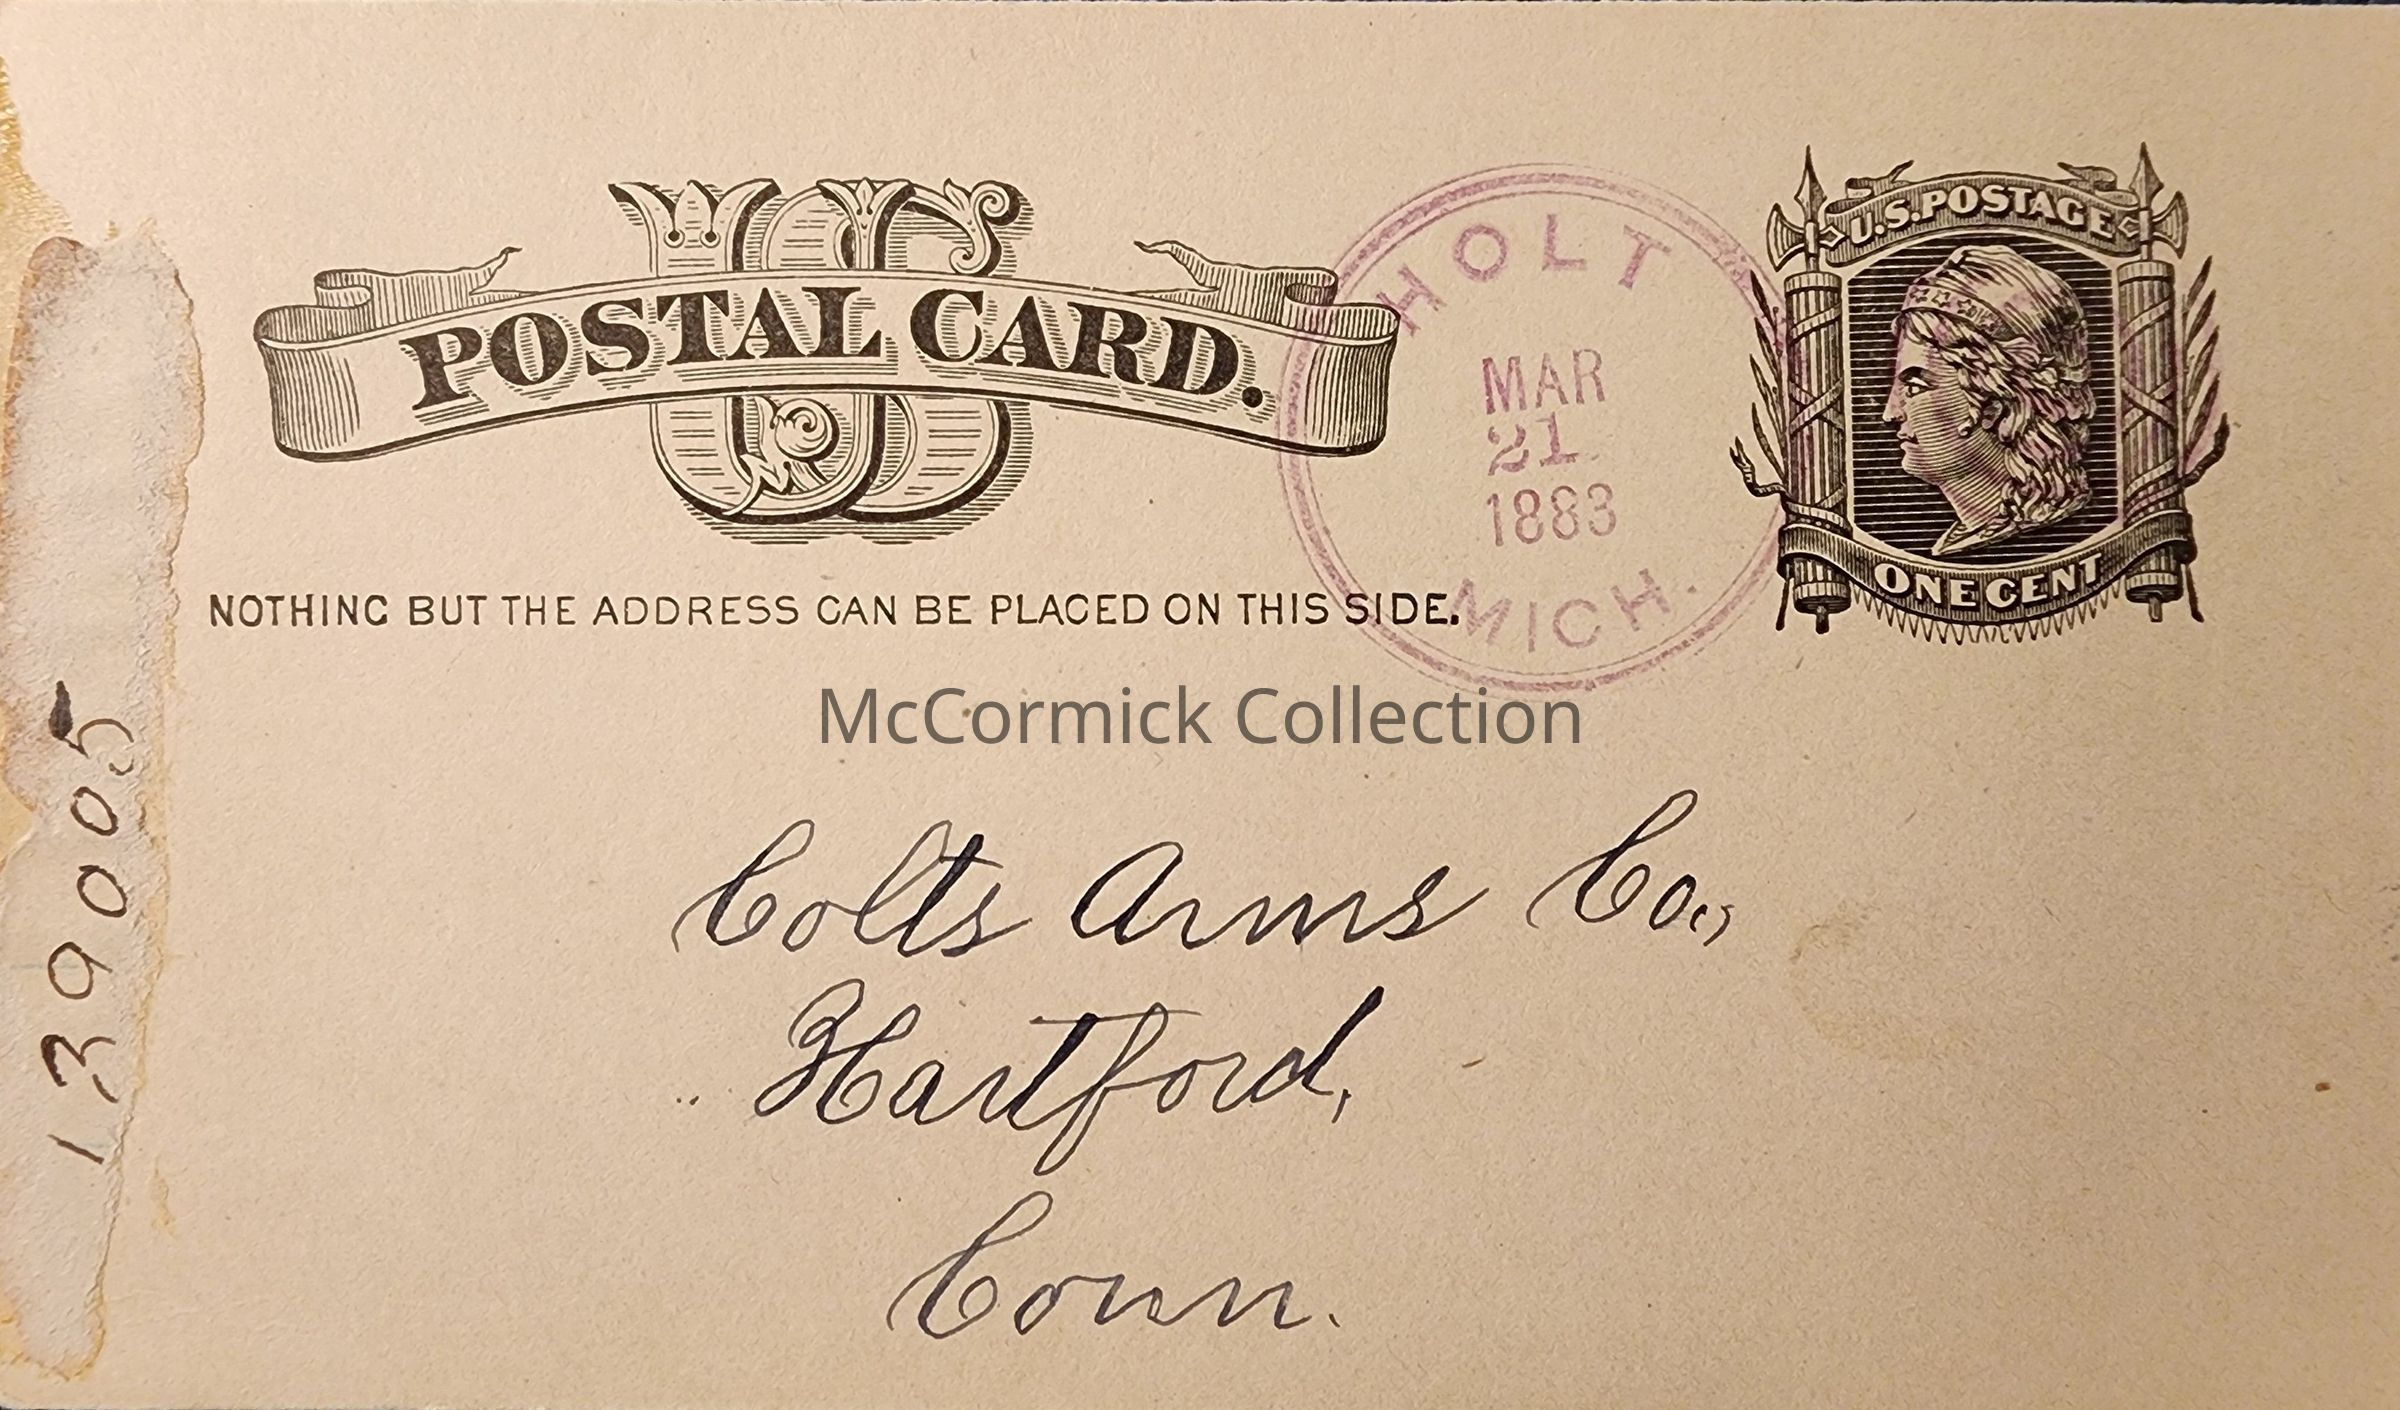 U.S. POSTAGE
US
POSTAL CARD.
HOLT
MAR
21
1883
MICH.
ONE CENT
NOTHING BUT THE ADDRESS CAN BE PLACED ON THIS SIDE.
McCormick Collection
Colts Arms Co.,
Hartford,
Conn.
139005